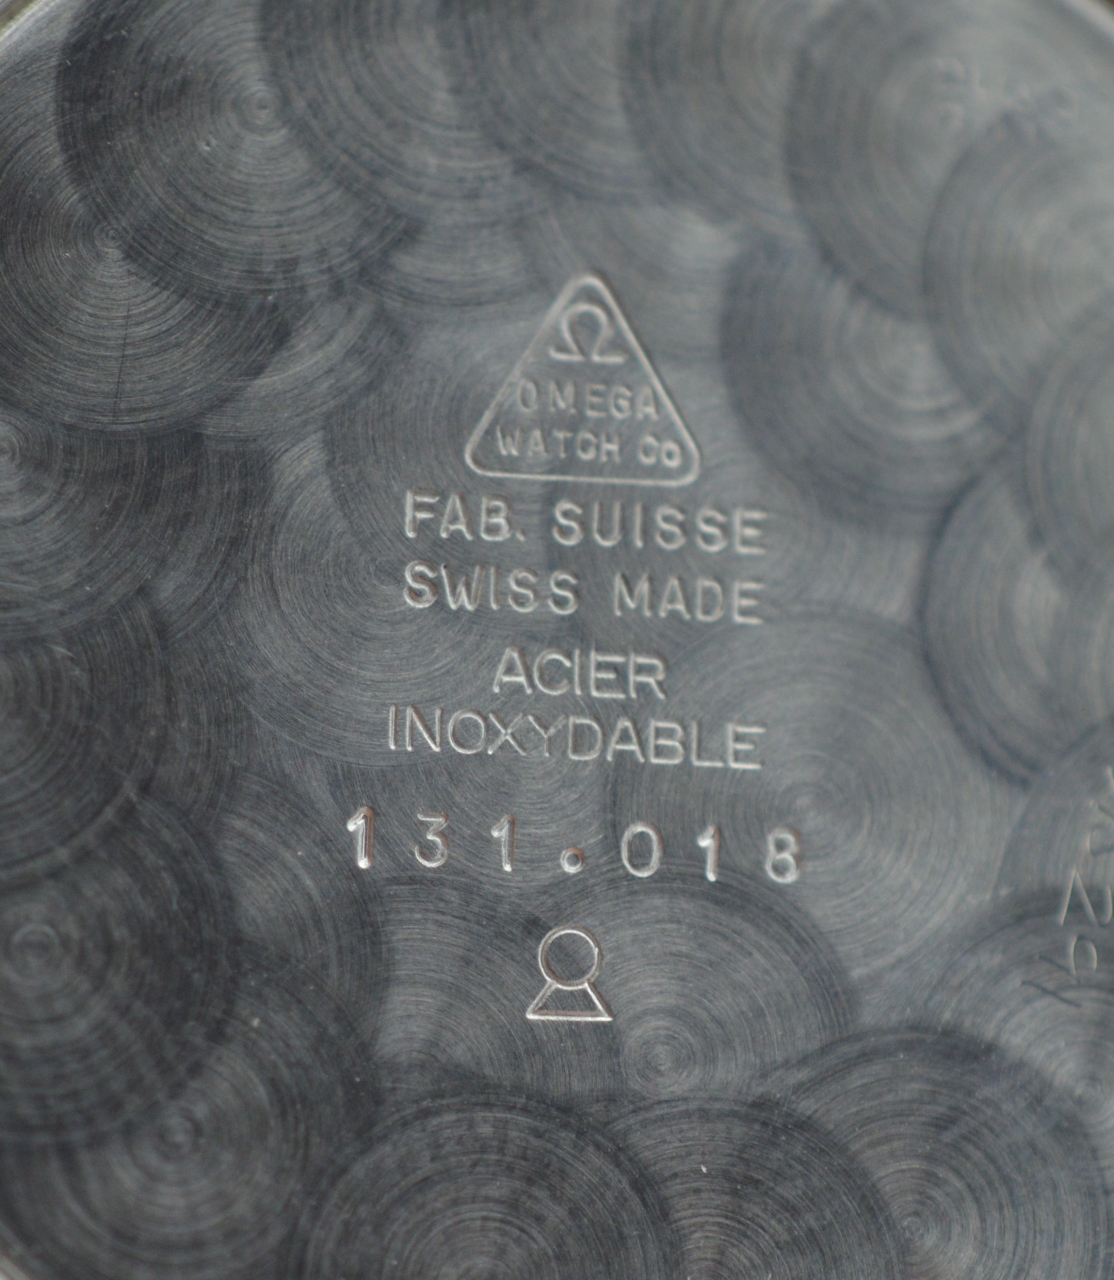 Ω
OMEGA
WATCH Co
FAB. SUISSE
SWISS MADE
ACIER
INOXYDABLE
131.018